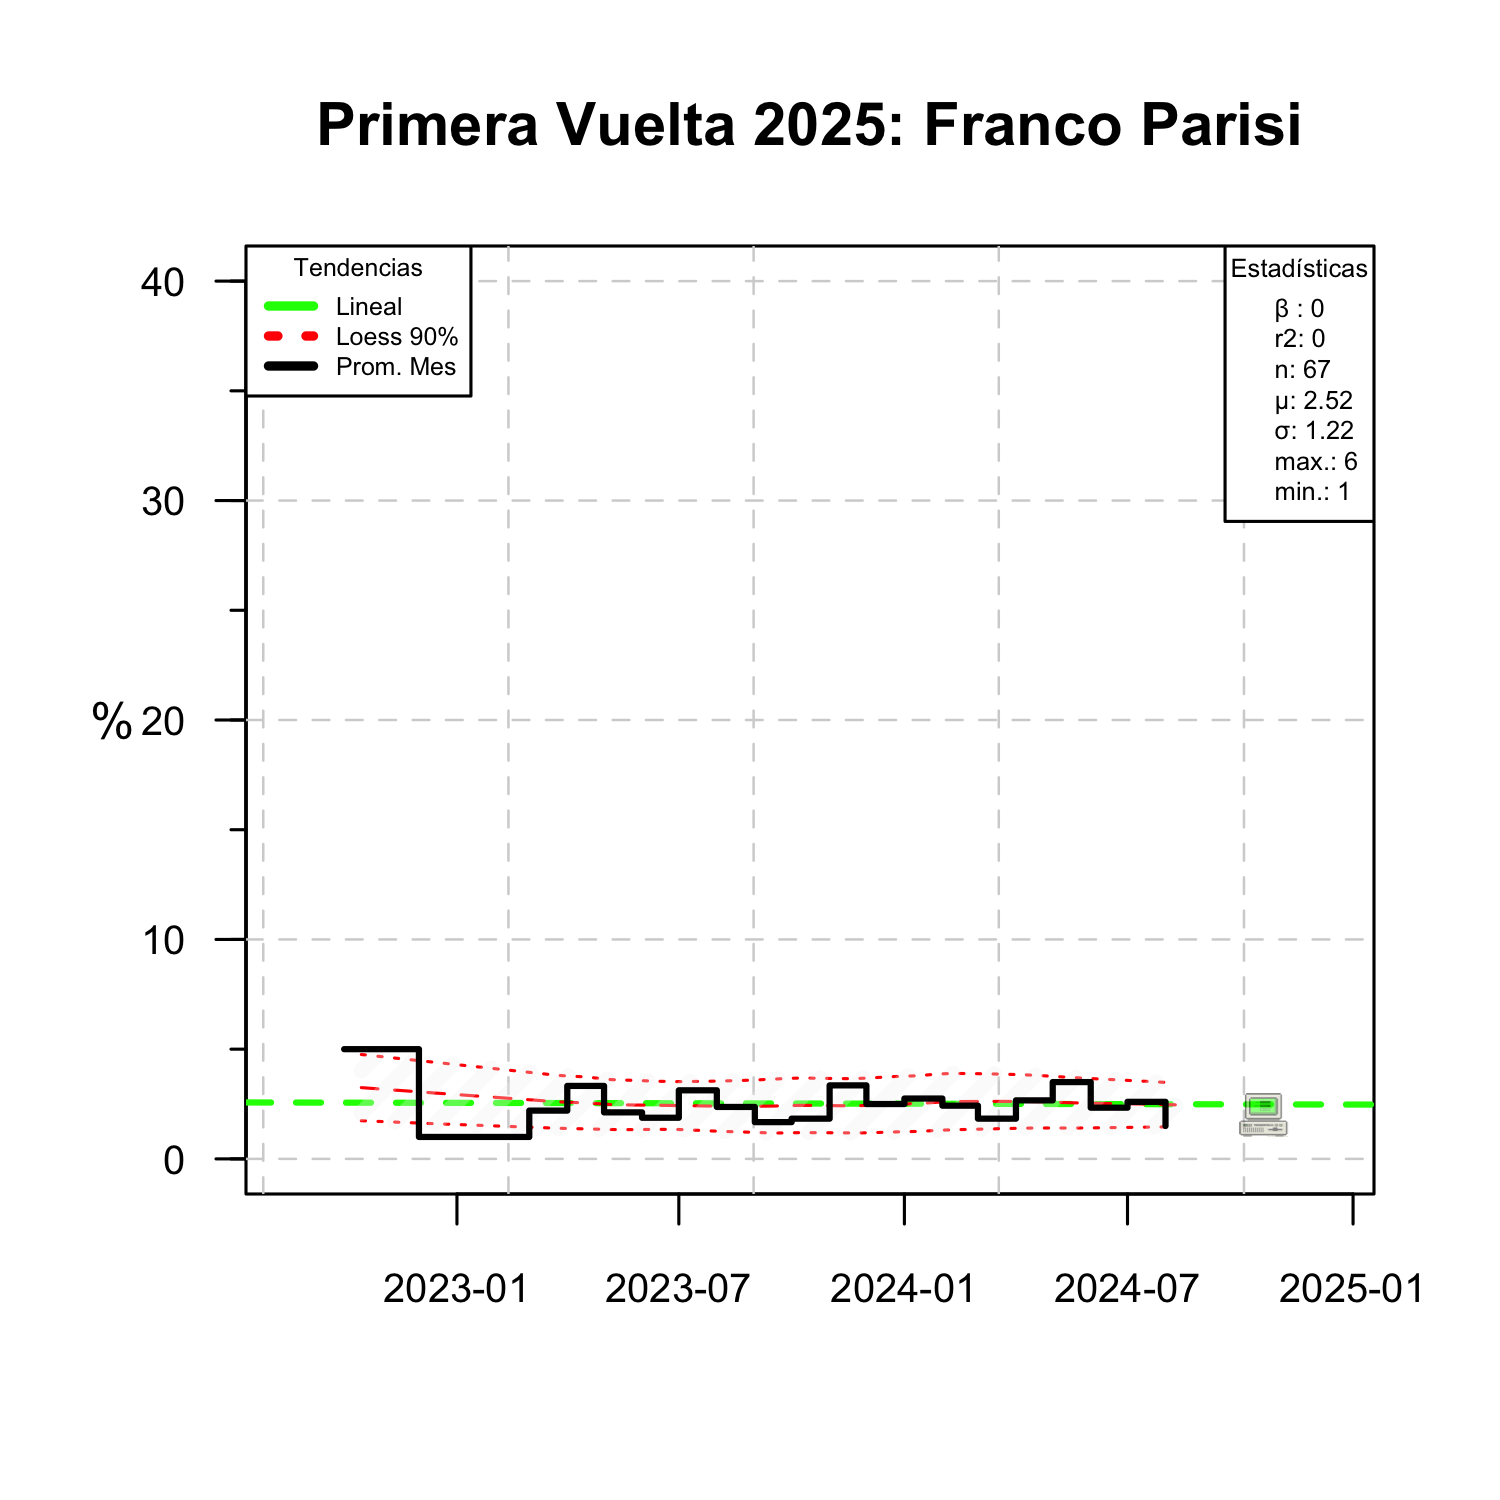 Primera Vuelta 2025: Franco Parisi
Tendencias
Lineal
Loess 90%
Prom. Mes
Estadísticas
β : 0
r2: 0
n: 67
μ: 2.52
σ: 1.22
max.: 6
min.: 1
40
30
%
20
10
0
2023-01
2023-07
2024-01
2024-07
2025-01